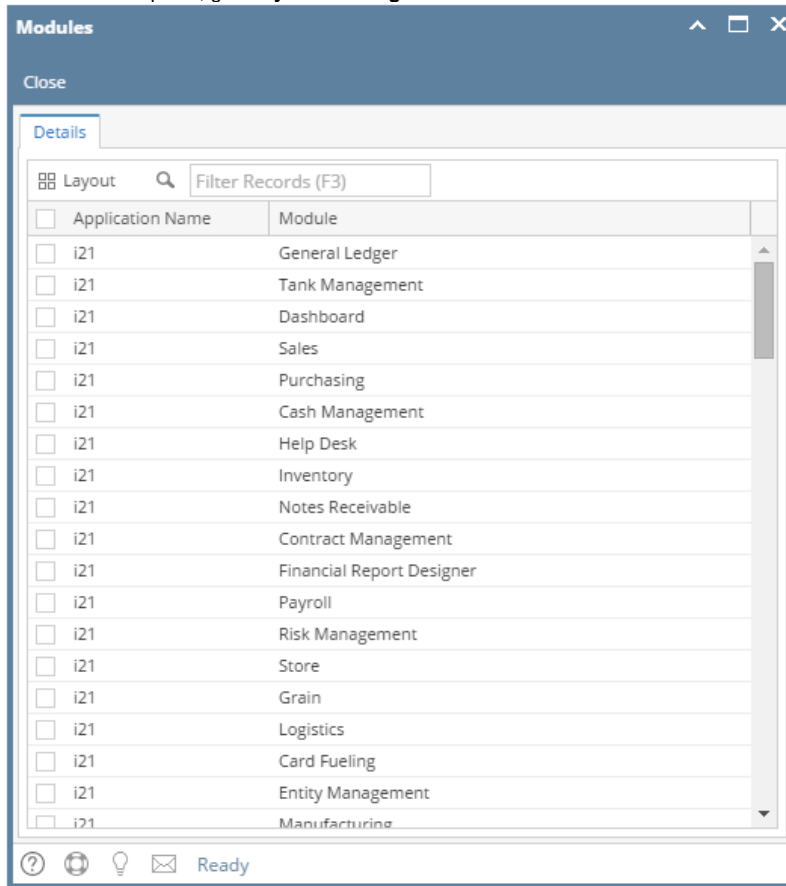 Modules
Close
Details
Layout Filter Records (F3)
Application Name Module
i21 General Ledger
i21 Tank Management
i21 Dashboard
i21 Sales
i21 Purchasing
i21 Cash Management
i21 Help Desk
i21 Inventory
i21 Notes Receivable
i21 Contract Management
i21 Financial Report Designer
i21 Payroll
i21 Risk Management
i21 Store
i21 Grain
i21 Logistics
i21 Card Fueling
i21 Entity Management
i21 Manufacturing
Ready